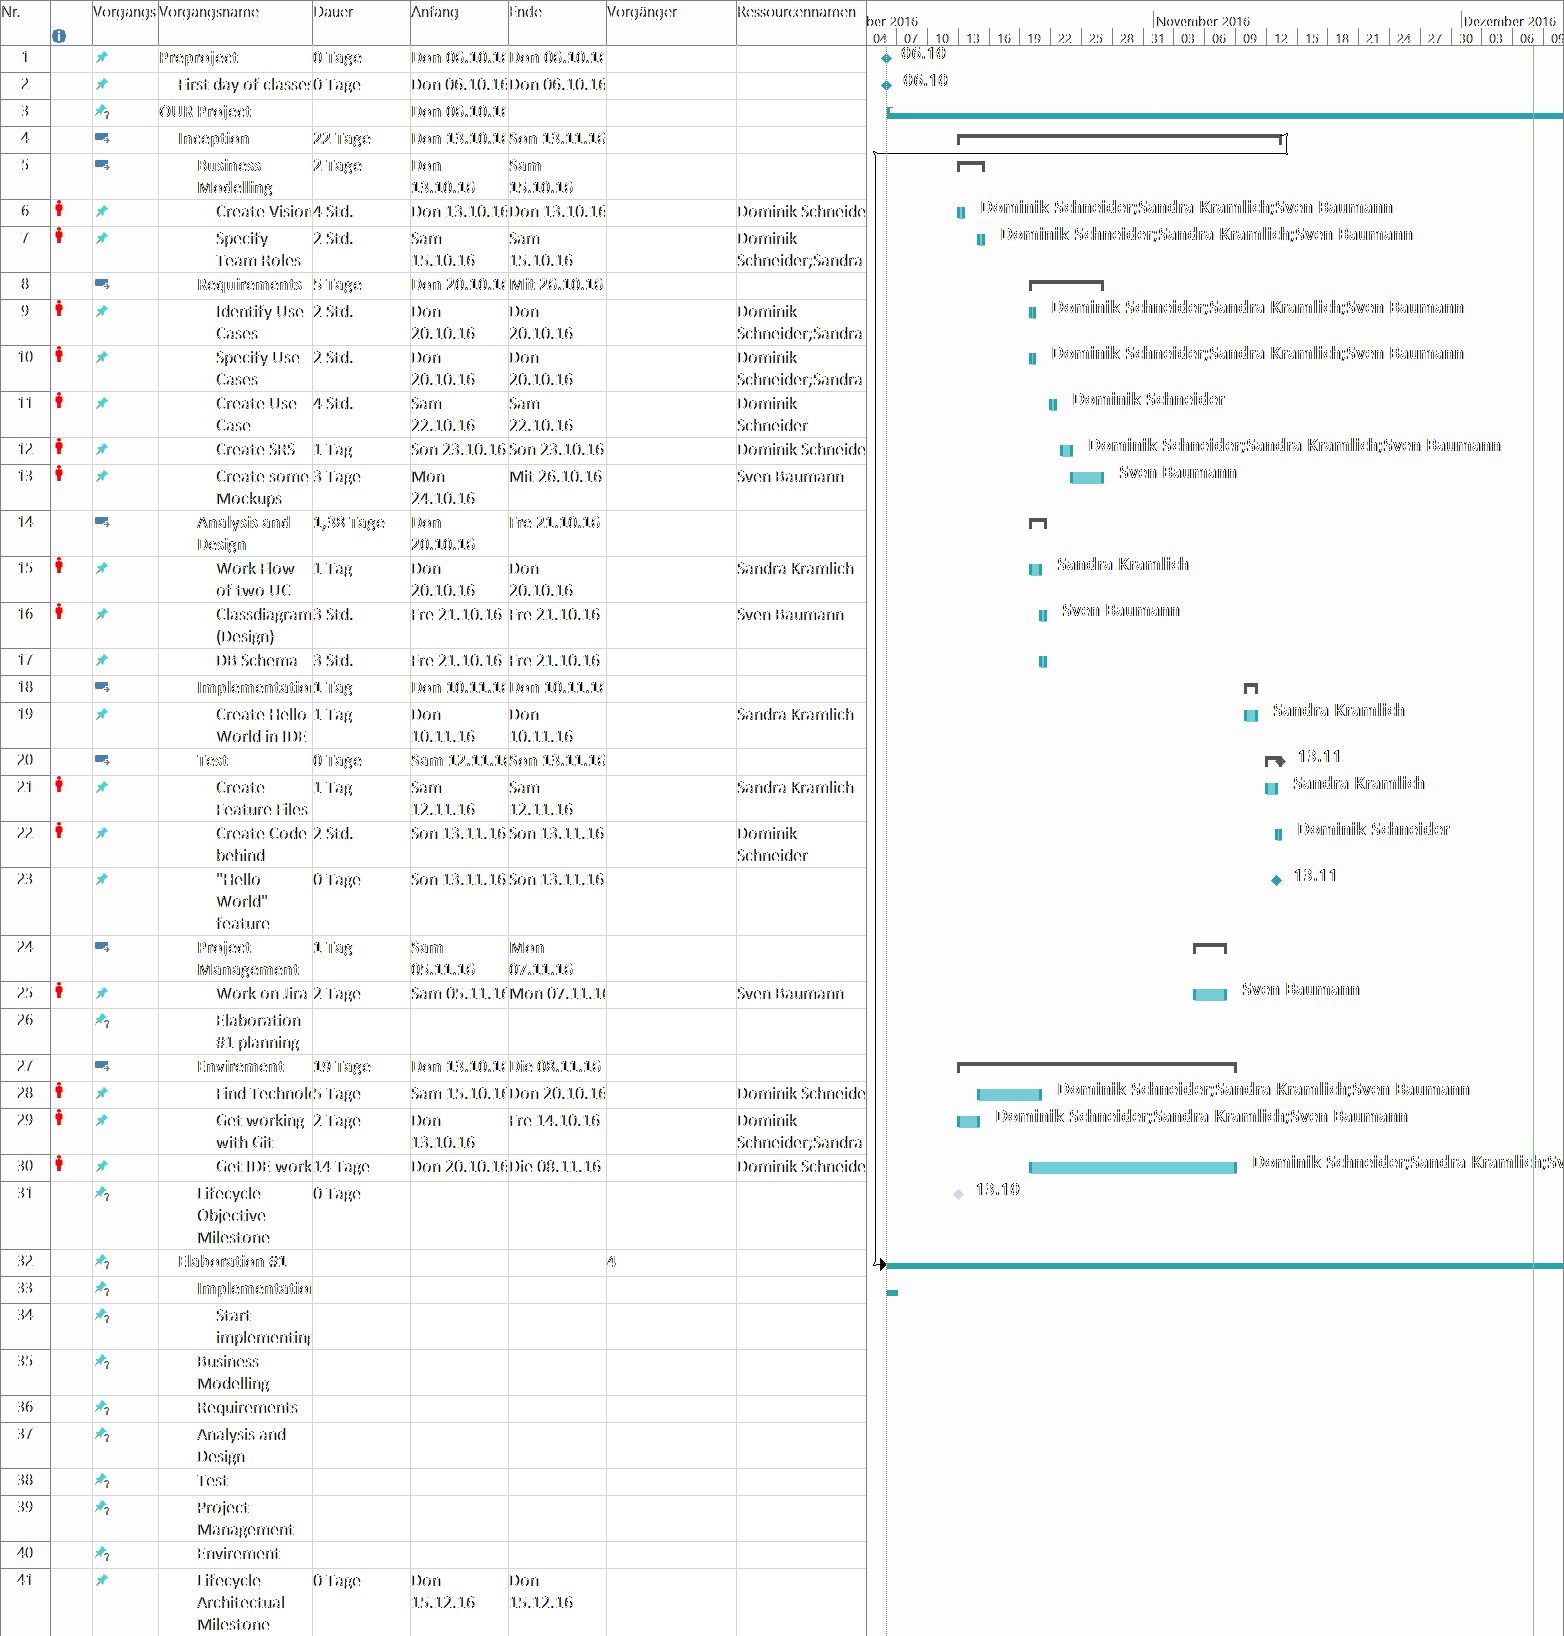 Nr. Vorgangs Vorgangsname Dauer Anfang Ende Vorgänger Ressourcennamen
ber 2016 November 2016 Dezember 2016
04 07 10 13 16 19 22 25 28 31 03 06 09 12 15 18 21 24 27 30 03 06 09
1 Preproject 0 Tage Don 06.10.16 Don 06.10.16 06.10
2 First day of classes 0 Tage Don 06.10.16 Don 06.10.16 06.10
3 OUR Project Don 06.10.16
4 Inception 22 Tage Don 13.10.16 Son 13.11.16
5 Business 2 Tage Don Sam
Modelling 13.10.16 15.10.16
6 Create Vision 4 Std. Don 13.10.16 Don 13.10.16 Dominik Schneide Dominik Schneider;Sandra Kramlich;Sven Baumann
7 Specify 2 Std. Sam Sam Dominik Dominik Schneider;Sandra Kramlich;Sven Baumann
Team Roles 15.10.16 15.10.16 Schneider;Sandra
8 Requirements 5 Tage Don 20.10.16 Mit 26.10.16
9 Identify Use 2 Std. Don Don Dominik Dominik Schneider;Sandra Kramlich;Sven Baumann
Cases 20.10.16 20.10.16 Schneider;Sandra
10 Specify Use 2 Std. Don Don Dominik Dominik Schneider;Sandra Kramlich;Sven Baumann
Cases 20.10.16 20.10.16 Schneider;Sandra
11 Create Use 4 Std. Sam Sam Dominik Dominik Schneider
Case 22.10.16 22.10.16 Schneider
12 Create SRS 1 Tag Son 23.10.16 Son 23.10.16 Dominik Schneide Dominik Schneider;Sandra Kramlich;Sven Baumann
13 Create some 3 Tage Mon Mit 26.10.16 Sven Baumann Sven Baumann
Mockups 24.10.16
14 Analysis and 1,38 Tage Don Fre 21.10.16
Design 20.10.16
15 Work Flow 1 Tag Don Don Sandra Kramlich Sandra Kramlich
of two UC 20.10.16 20.10.16
16 Classdiagram 3 Std. Fre 21.10.16 Fre 21.10.16 Sven Baumann Sven Baumann
(Design)
17 DB Schema 3 Std. Fre 21.10.16 Fre 21.10.16
18 Implementatio 1 Tag Don 10.11.16 Don 10.11.16
19 Create Hello 1 Tag Don Don Sandra Kramlich Sandra Kramlich
World in IDE 10.11.16 10.11.16
20 Test 0 Tage Sam 12.11.16 Son 13.11.16 13.11
21 Create 1 Tag Sam Sam Sandra Kramlich Sandra Kramlich
Feature Files 12.11.16 12.11.16
22 Create Code 2 Std. Son 13.11.16 Son 13.11.16 Dominik Dominik Schneider
behind Schneider
23 "Hello 0 Tage Son 13.11.16 Son 13.11.16 13.11
World"
feature
24 Project 1 Tag Sam Mon
Management 05.11.16 07.11.16
25 Work on Jira 2 Tage Sam 05.11.16 Mon 07.11.16 Sven Baumann Sven Baumann
26 Elaboration
#1 planning
27 Envirement 19 Tage Don 13.10.16 Die 08.11.16
28 Find Technolo 5 Tage Sam 15.10.16 Don 20.10.16 Dominik Schneide Dominik Schneider;Sandra Kramlich;Sven Baumann
29 Get working 2 Tage Don Fre 14.10.16 Dominik Dominik Schneider;Sandra Kramlich;Sven Baumann
with Git 13.10.16 Schneider;Sandra
30 Get IDE work 14 Tage Don 20.10.16 Die 08.11.16 Dominik Schneide Dominik Schneider;Sandra Kramlich;Sv
31 Lifecycle 0 Tage 13.10
Objective
Milestone
32 Elaboration #1 4
33 Implementatio
34 Start
implementing
35 Business
Modelling
36 Requirements
37 Analysis and
Design
38 Test
39 Project
Management
40 Envirement
41 Lifecycle 0 Tage Don Don
Architectual 15.12.16 15.12.16
Milestone